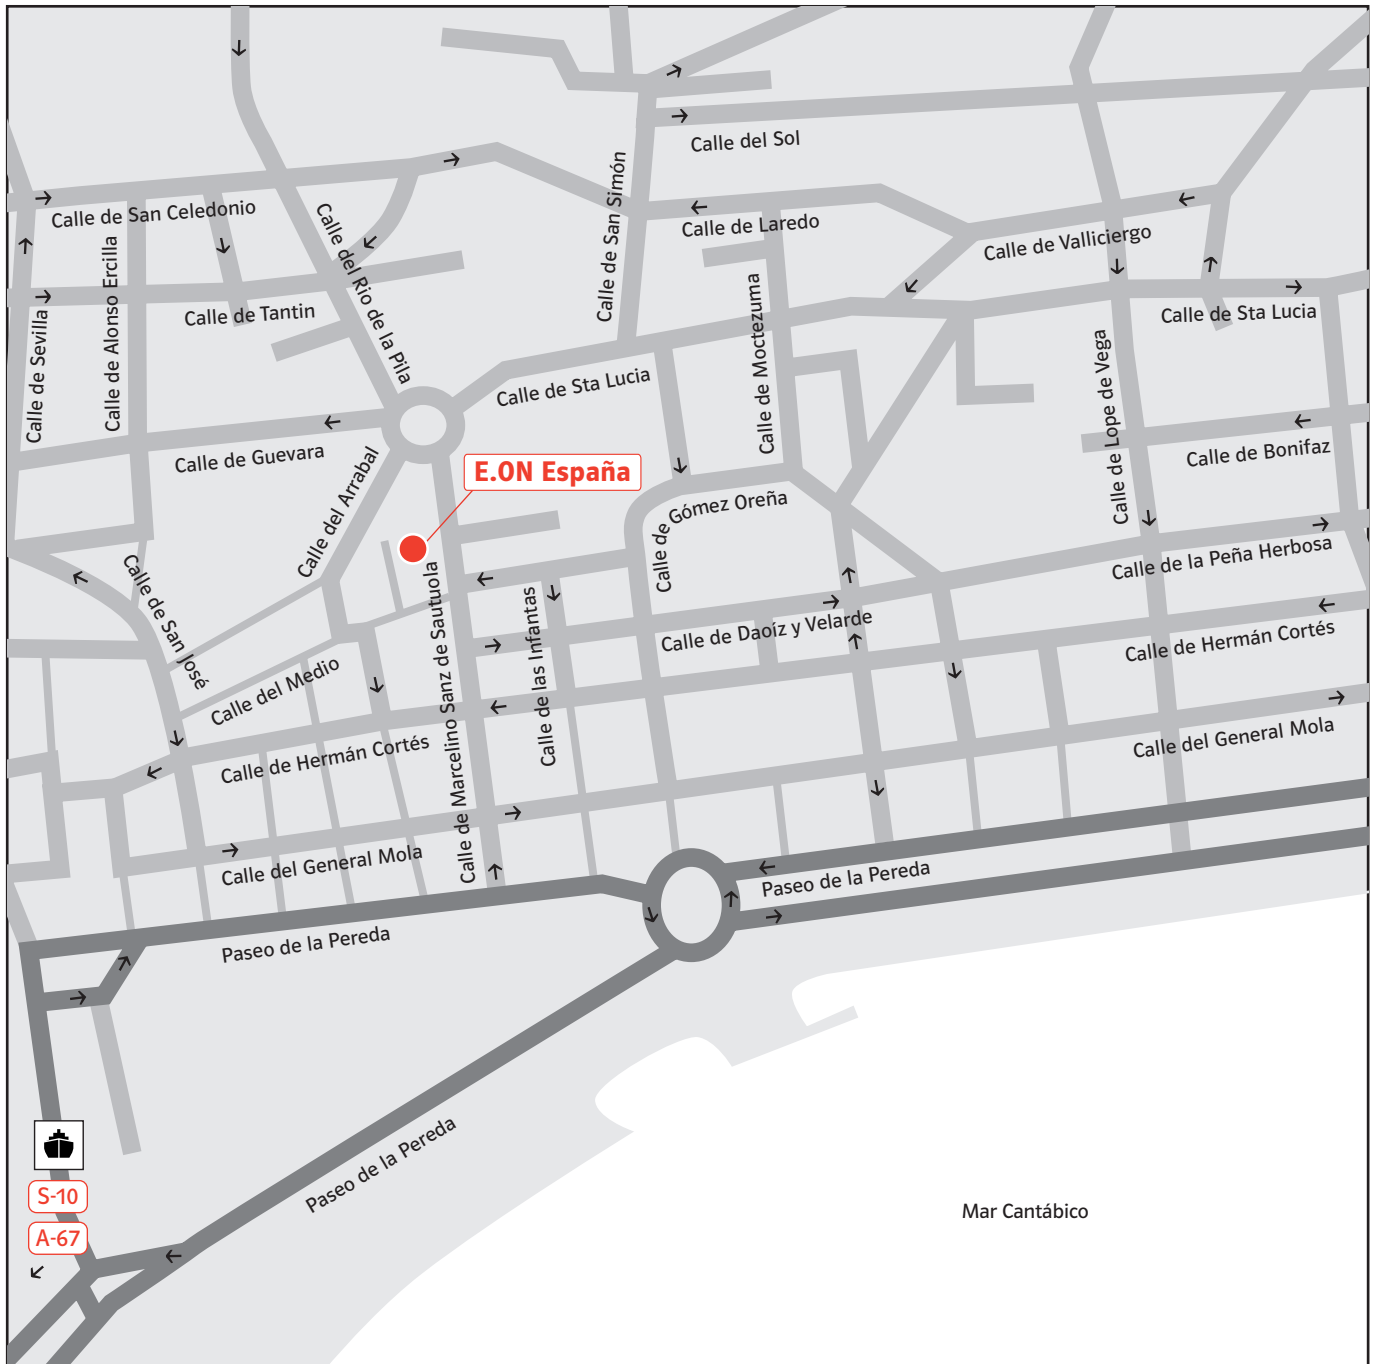 Calle del Sol
Calle de San Celedonio
Calle de San Simón
Calle de Laredo
Calle de Valliciergo
Calle del Rio de la Pila
Calle de Alonso Ercilla
Calle de Tantin
Calle de Sevilla
Calle de Moctezuma
Calle de Sta Lucia
Calle de Lope de Vega
Calle de Sta Lucia
Calle de Guevara
Calle de Bonifaz
Calle del Arrabal
E.ON España
Calle de
Gómez Oreña
Calle de la Peña Herbosa
Calle de San José
Calle de Marcelino Sanz de Sautuola
Calle de las Infantas
Calle de Daoíz y Velarde
Calle de Hermán Cortés
Calle del Medio
Calle de Hermán Cortés
Calle del General Mola
Calle del General Mola
Paseo de la Pereda
Paseo de la Pereda
Paseo de la Pereda
S-10
A-67
Mar Cantábico